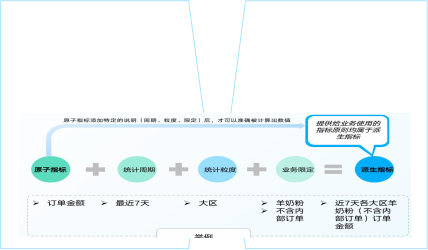 原子指标添加特定的说明（周期、粒度、限定）后，才可以准确被计算出数值
提供给业务使用的
指标原则均属于派
生指标
原子指标
统计周期
统计粒度
业务限定
派生指标
订单金额
最近7天
大区
羊奶粉
不含内
部订单
近7天各大区羊
奶粉（不含内
部订单）订单
金额
举例